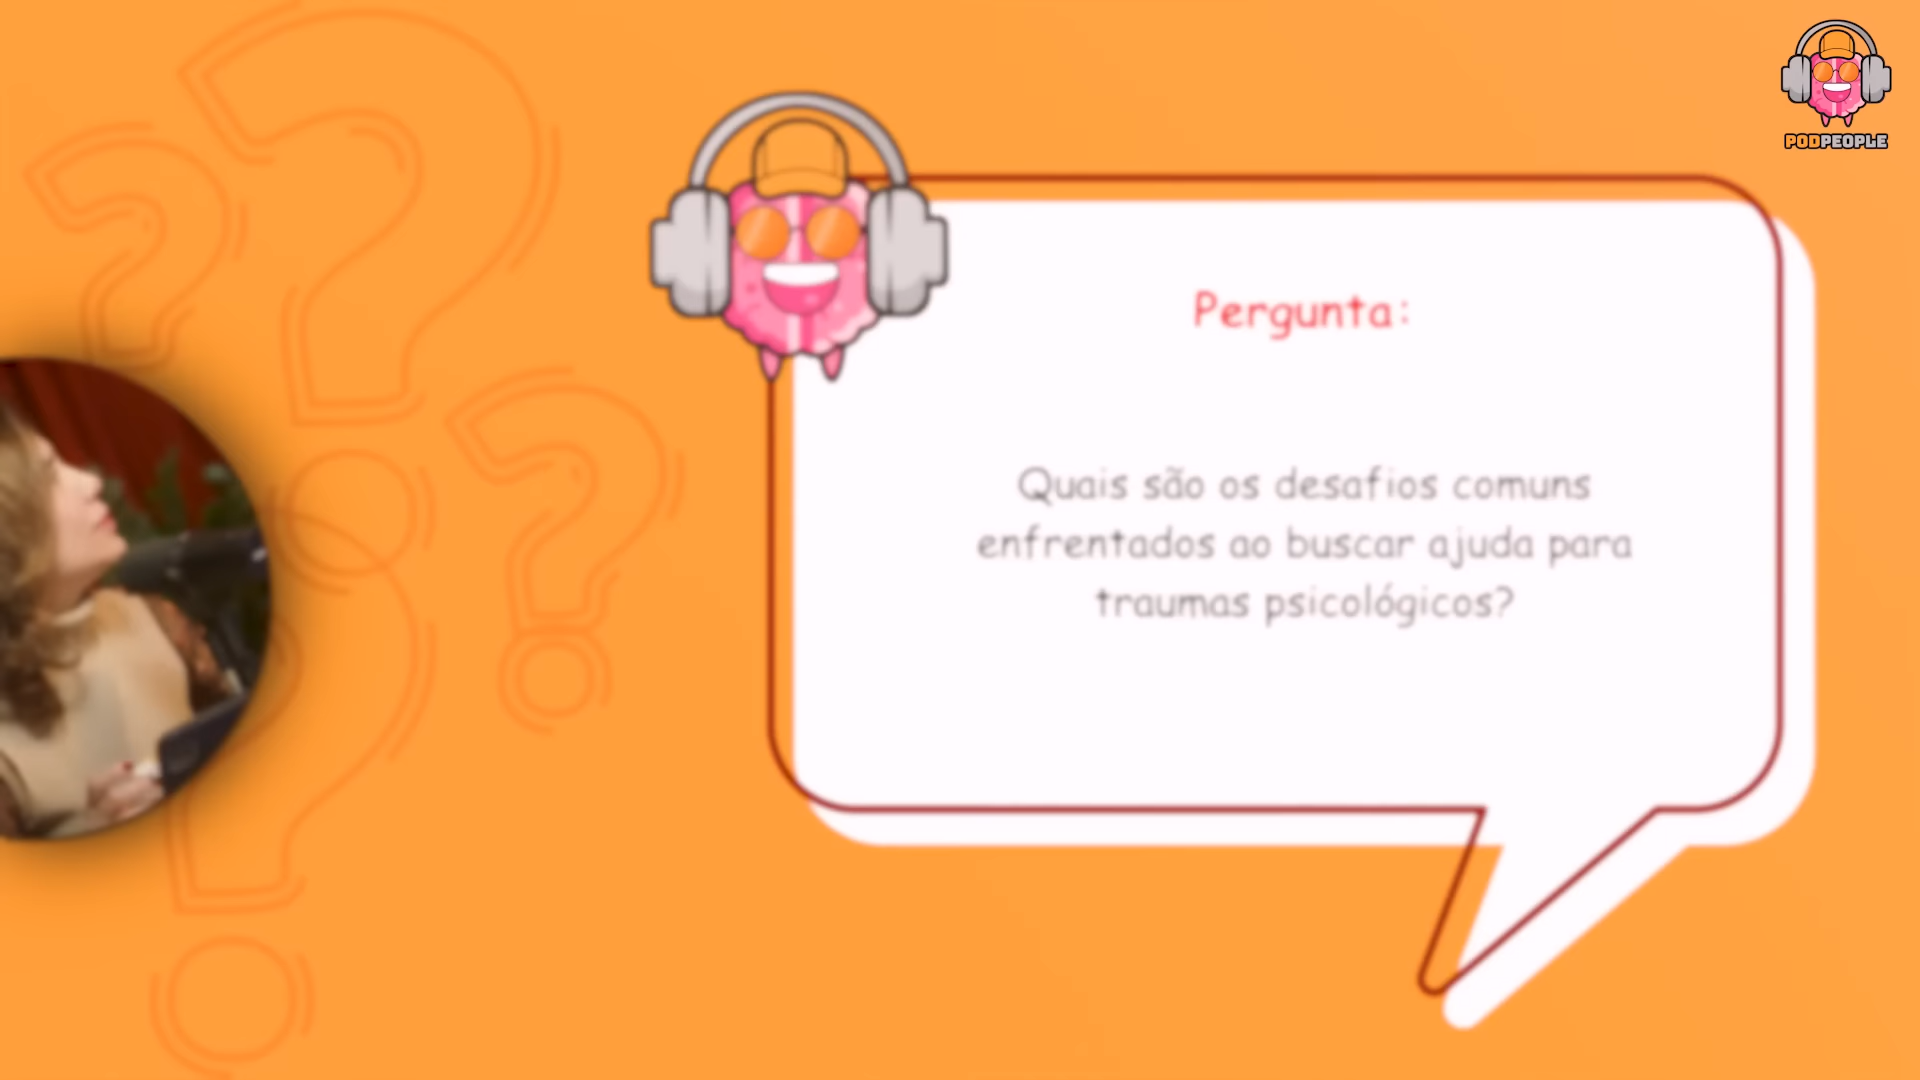 PODPEOPLE
Pergunta:
Quais são os desafios comuns
enfrentados ao buscar ajuda para
traumas psicológicos?